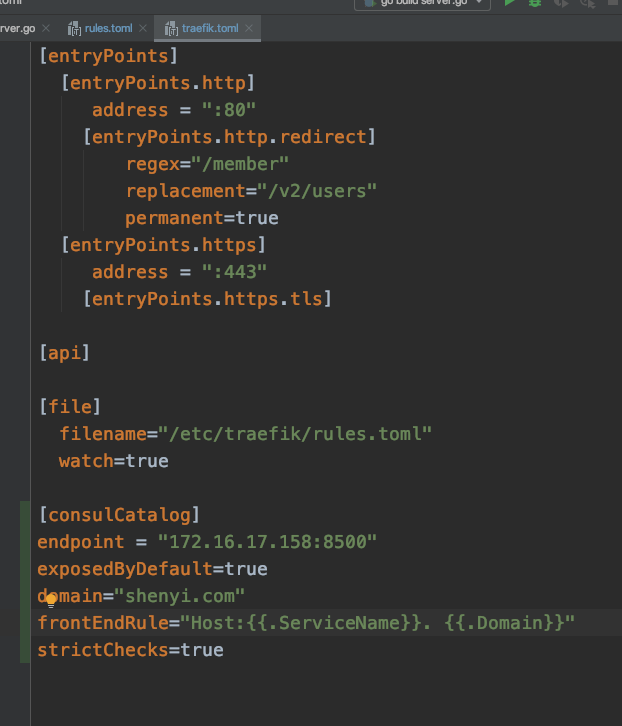 go build server.go
rver.go rules.toml traefik.toml
[entryPoints]
[entryPoints.http]
address = ":80"
[entryPoints.http.redirect]
regex="/member"
replacement="/v2/users"
permanent=true
[entryPoints.https]
address = ":443"
[entryPoints.https.tls]
[api]
[file]
filename="/etc/traefik/rules.toml"
watch=true
[consulCatalog]
endpoint = "172.16.17.158:8500"
exposedByDefault=true
domain="shenyi.com"
frontEndRule="Host:{{.ServiceName}}. {{.Domain}}"
strictChecks=true